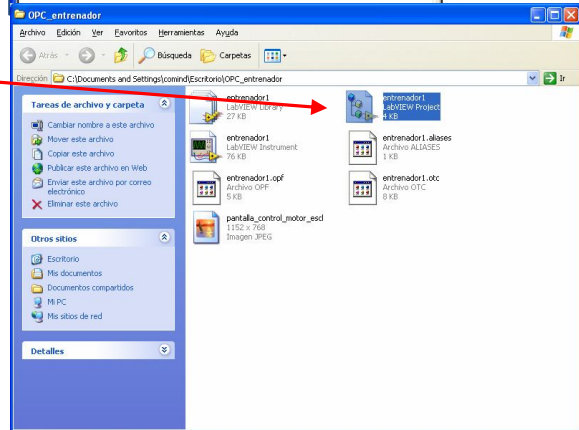 OPC_entrenador
Archivo Edición Ver Favoritos Herramientas Ayuda
Atrás Búsqueda Carpetas
Dirección C:\Documents and Settings\comind\Escritorio\OPC_entrenador Ir
Tareas de archivo y carpeta
Cambiar nombre a este archivo
Mover este archivo
Copiar este archivo
Publicar este archivo en Web
Enviar este archivo por correo
electrónico
Eliminar este archivo
Otros sitios
Escritorio
Mis documentos
Documentos compartidos
Mi PC
Mis sitios de red
Detalles
entrenador1
LabVIEW Library
27 KB
entrenador1
LabVIEW Project
4 KB
entrenador1
LabVIEW Instrument
76 KB
entrenador1.aliases
Archivo ALIASES
1 KB
entrenador1.opf
Archivo OPF
5 KB
entrenador1.otc
Archivo OTC
8 KB
pantalla_control_motor_escl
1152 x 768
Imagen JPEG